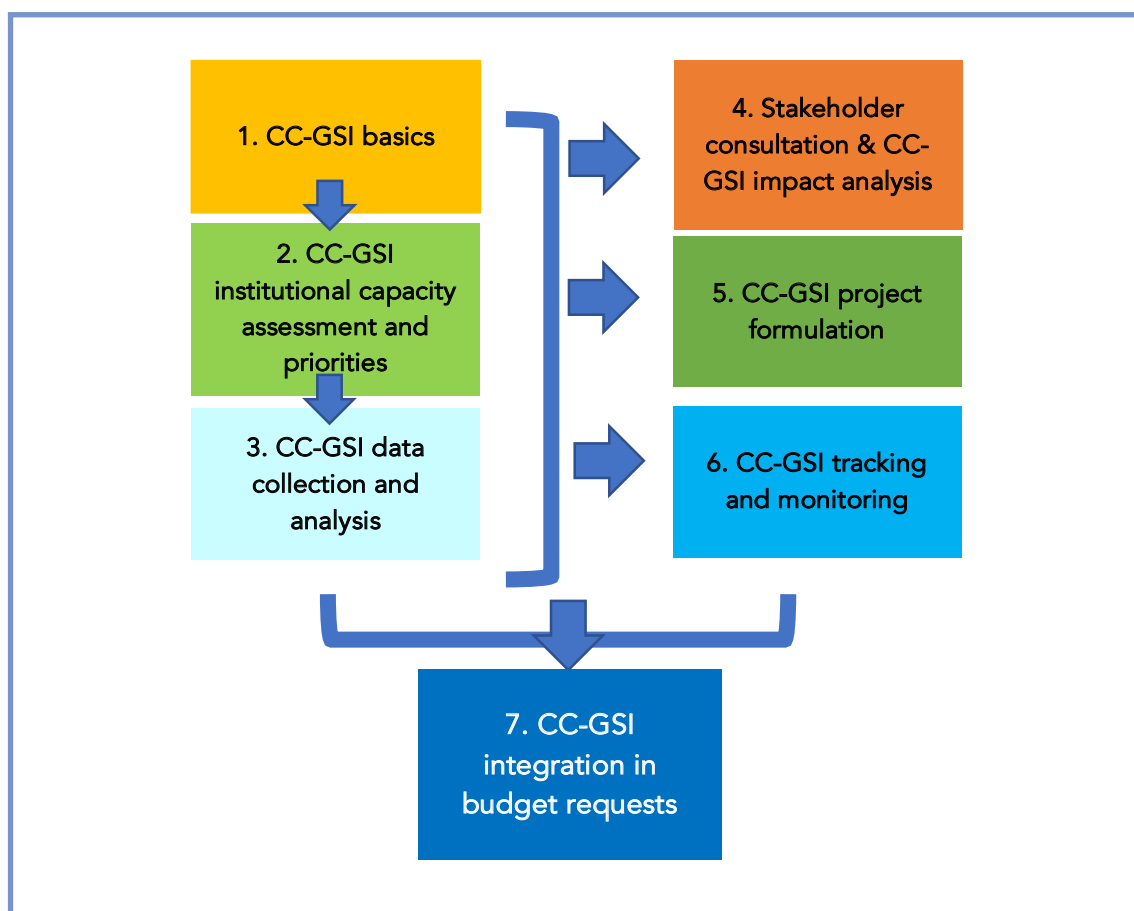 1. CC-GSI basics
2. CC-GSI
institutional capacity
assessment and
priorities
3. CC-GSI data
collection and
analysis
4. Stakeholder
consultation & CC-
GSI impact analysis
5. CC-GSI project
formulation
6. CC-GSI tracking
and monitoring
7. CC-GSI
integration in
budget requests